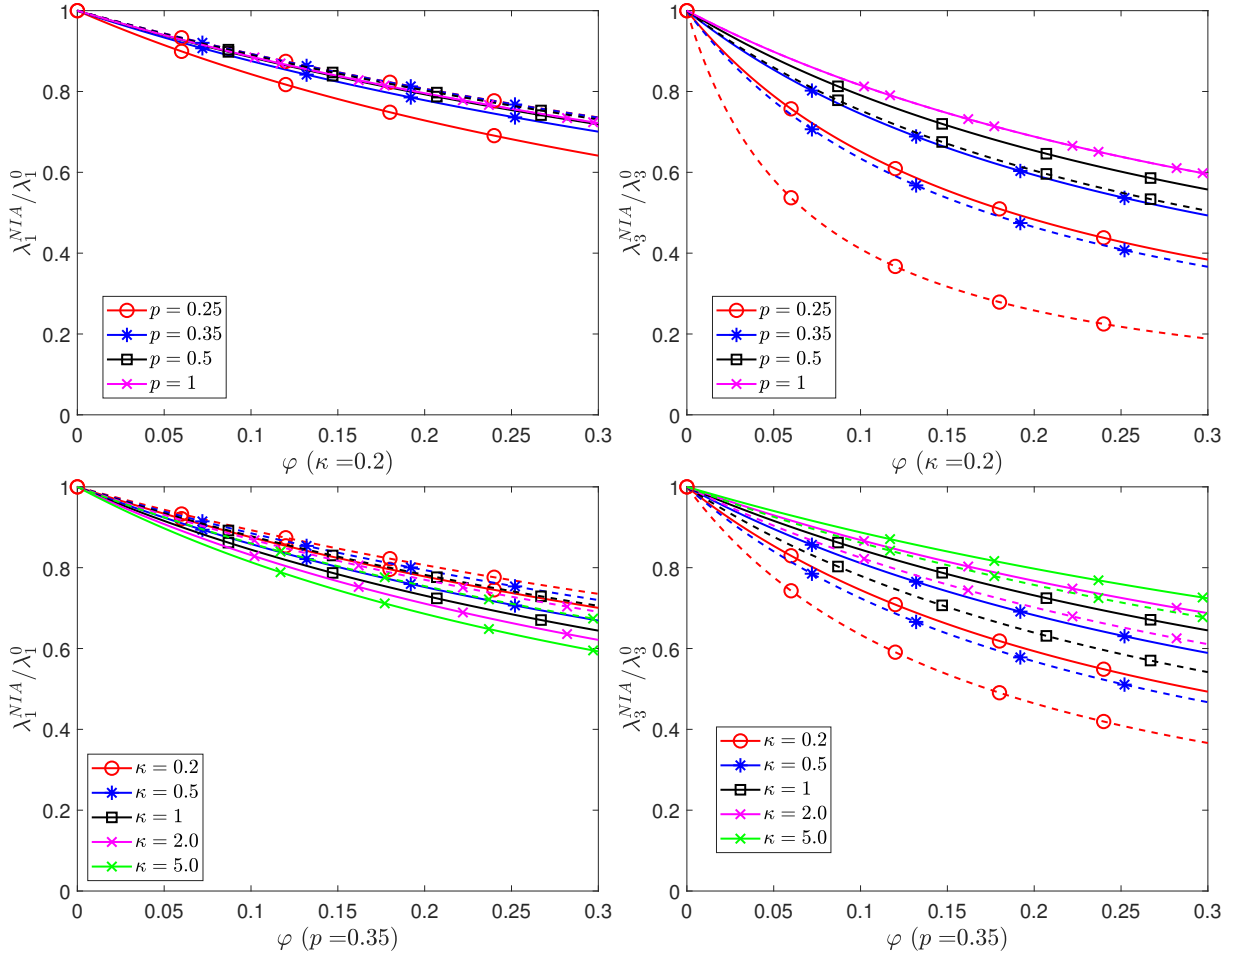 1
0.8
0.6
0.4
0.2
0
λ₁ᴺᴵᴬ/λ₁⁰
p = 0.25
p = 0.35
p = 0.5
p = 1
0 0.05 0.1 0.15 0.2 0.25 0.3
φ (κ =0.2)
1
0.8
0.6
0.4
0.2
0
λ₃ᴺᴵᴬ/λ₃⁰
p = 0.25
p = 0.35
p = 0.5
p = 1
0 0.05 0.1 0.15 0.2 0.25 0.3
φ (κ =0.2)
1
0.8
0.6
0.4
0.2
0
λ₁ᴺᴵᴬ/λ₁⁰
κ = 0.2
κ = 0.5
κ = 1
κ = 2.0
κ = 5.0
0 0.05 0.1 0.15 0.2 0.25 0.3
φ (p =0.35)
1
0.8
0.6
0.4
0.2
0
λ₃ᴺᴵᴬ/λ₃⁰
κ = 0.2
κ = 0.5
κ = 1
κ = 2.0
κ = 5.0
0 0.05 0.1 0.15 0.2 0.25 0.3
φ (p =0.35)